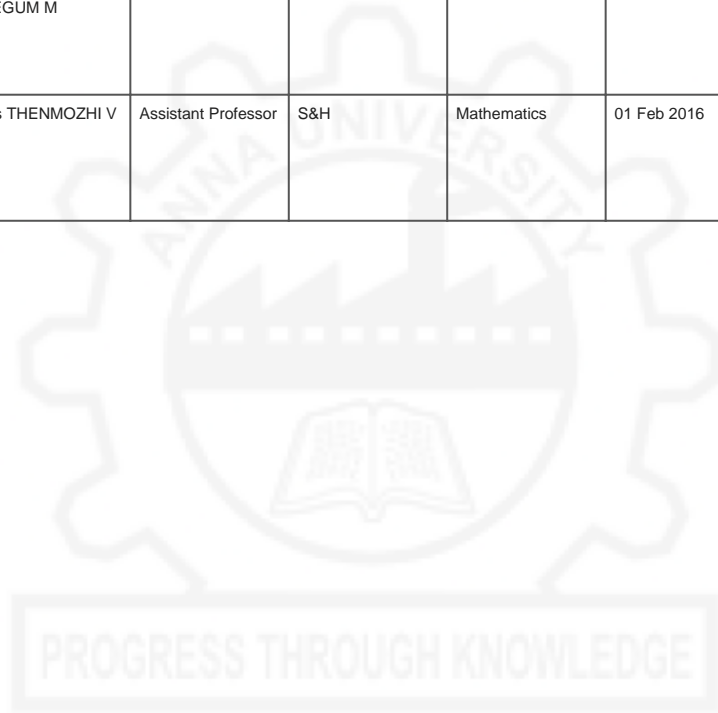 EGUM M
s THENMOZHI V Assistant Professor S&H Mathematics 01 Feb 2016
ANNA UNIVERSITY
PROGRESS THROUGH KNOWLEDGE